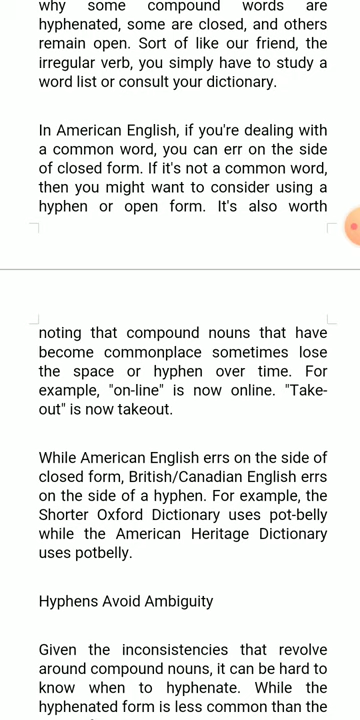 why some compound words are
hyphenated, some are closed, and others
remain open. Sort of like our friend, the
irregular verb, you simply have to study a
word list or consult your dictionary.
In American English, if you're dealing with
a common word, you can err on the side
of closed form. If it's not a common word,
then you might want to consider using a
hyphen or open form. It's also worth
noting that compound nouns that have
become commonplace sometimes lose
the space or hyphen over time. For
example, "on-line" is now online. "Take-
out" is now takeout.
While American English errs on the side of
closed form, British/Canadian English errs
on the side of a hyphen. For example, the
Shorter Oxford Dictionary uses pot-belly
while the American Heritage Dictionary
uses potbelly.
Hyphens Avoid Ambiguity
Given the inconsistencies that revolve
around compound nouns, it can be hard to
know when to hyphenate. While the
hyphenated form is less common than the